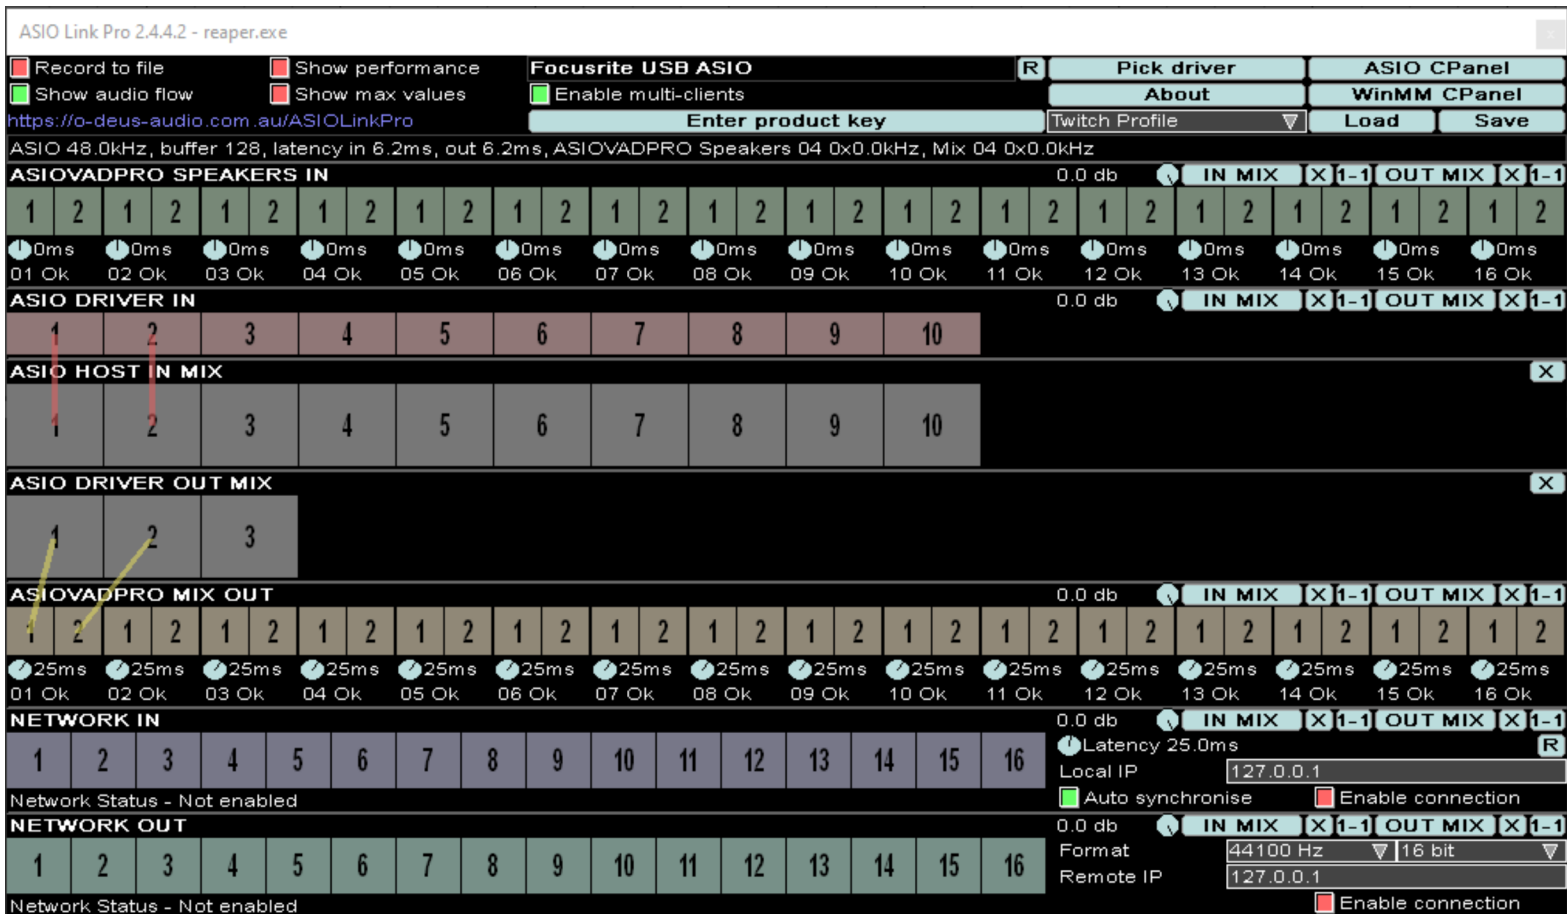 ASIO Link Pro 2.4.4.2 - reaper.exe x
Record to file Show performance Focusrite USB ASIO R Pick driver ASIO CPanel
Show audio flow Show max values Enable multi-clients About WinMM CPanel
https://o-deus-audio.com.au/ASIOLinkPro Enter product key Twitch Profile Load Save
ASIO 48.0kHz, buffer 128, latency in 6.2ms, out 6.2ms, ASIOVADPRO Speakers 04 0x0.0kHz, Mix 04 0x0.0kHz
ASIOVADPRO SPEAKERS IN 0.0 db IN MIX X 1-1 OUT MIX X 1-1
1 2 1 2 1 2 1 2 1 2 1 2 1 2 1 2 1 2 1 2 1 2 1 2 1 2 1 2 1 2 1 2
0ms 0ms 0ms 0ms 0ms 0ms 0ms 0ms 0ms 0ms 0ms 0ms 0ms 0ms 0ms 0ms
01 Ok 02 Ok 03 Ok 04 Ok 05 Ok 06 Ok 07 Ok 08 Ok 09 Ok 10 Ok 11 Ok 12 Ok 13 Ok 14 Ok 15 Ok 16 Ok
ASIO DRIVER IN 0.0 db IN MIX X 1-1 OUT MIX X 1-1
1 2 3 4 5 6 7 8 9 10
ASIO HOST IN MIX X
1 2 3 4 5 6 7 8 9 10
ASIO DRIVER OUT MIX X
1 2 3
ASIOVADPRO MIX OUT 0.0 db IN MIX X 1-1 OUT MIX X 1-1
1 2 1 2 1 2 1 2 1 2 1 2 1 2 1 2 1 2 1 2 1 2 1 2 1 2 1 2 1 2 1 2
25ms 25ms 25ms 25ms 25ms 25ms 25ms 25ms 25ms 25ms 25ms 25ms 25ms 25ms 25ms 25ms
01 Ok 02 Ok 03 Ok 04 Ok 05 Ok 06 Ok 07 Ok 08 Ok 09 Ok 10 Ok 11 Ok 12 Ok 13 Ok 14 Ok 15 Ok 16 Ok
NETWORK IN 0.0 db IN MIX X 1-1 OUT MIX X 1-1
1 2 3 4 5 6 7 8 9 10 11 12 13 14 15 16
Latency 25.0ms R
Local IP 127.0.0.1
Network Status - Not enabled Auto synchronise Enable connection
NETWORK OUT 0.0 db IN MIX X 1-1 OUT MIX X 1-1
1 2 3 4 5 6 7 8 9 10 11 12 13 14 15 16
Format 44100 Hz 16 bit
Remote IP 127.0.0.1
Network Status - Not enabled Enable connection